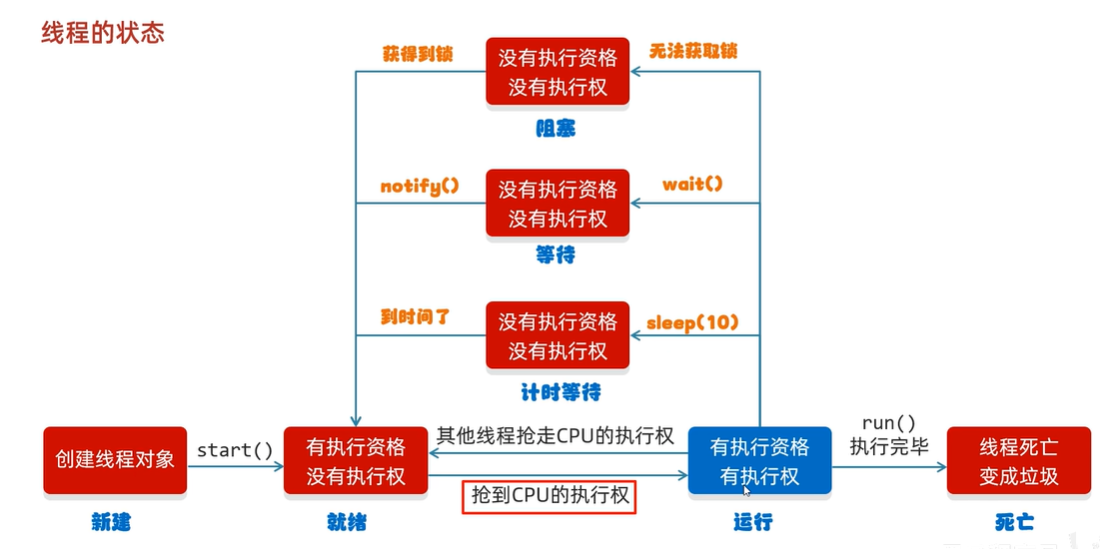 线程的状态
获得到锁
没有执行资格
没有执行权
无法获取锁
阻塞
notify()
没有执行资格
没有执行权
wait()
等待
到时间了
没有执行资格
没有执行权
sleep(10)
计时等待
创建线程对象
start()
有执行资格
没有执行权
其他线程抢走CPU的执行权
抢到CPU的执行权
有执行资格
有执行权
run()
执行完毕
线程死亡
变成垃圾
新建
就绪
运行
死亡